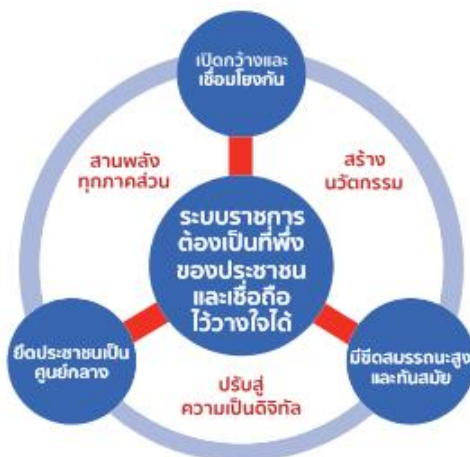 เปิดกว้างและ
เชื่อมโยงกัน
สานพลัง
ทุกภาคส่วน
สร้าง
นวัตกรรม
ระบบราชการ
ต้องเป็นที่พึ่ง
ของประชาชน
และเชื่อถือ
ไว้วางใจได้
ยึดประชาชนเป็น
ศูนย์กลาง
มีขีดสมรรถนะสูง
และทันสมัย
ปรับสู่
ความเป็นดิจิทัล